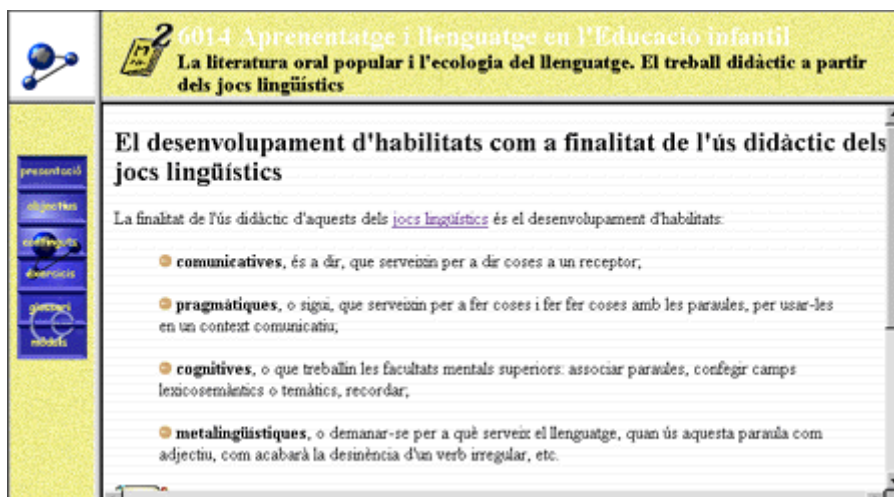 6014 Aprenentatge i llenguatge en l'Educació infantil
La literatura oral popular i l'ecologia del llenguatge. El treball didàctic a partir
dels jocs lingüístics
El desenvolupament d'habilitats com a finalitat de l'ús didàctic dels
jocs lingüístics
presentació
objectius
continguts
exercicis
glossari
mòduls
La finalitat de l'ús didàctic d'aquests dels jocs lingüístics és el desenvolupament d'habilitats:
comunicatives, és a dir, que serveixin per a dir coses a un receptor;
pragmàtiques, o sigui, que serveixin per a fer coses i fer fer coses amb les paraules, per usar-les
en un context comunicatiu;
cognitives, o que treballin les facultats mentals superiors: associar paraules, confegir camps
lexicosemàntics o temàtics, recordar;
metalingüístiques, o demanar-se per a què serveix el llenguatge, quan ús aquesta paraula com
adjectiu, com acabarà la desinència d'un verb irregular, etc.